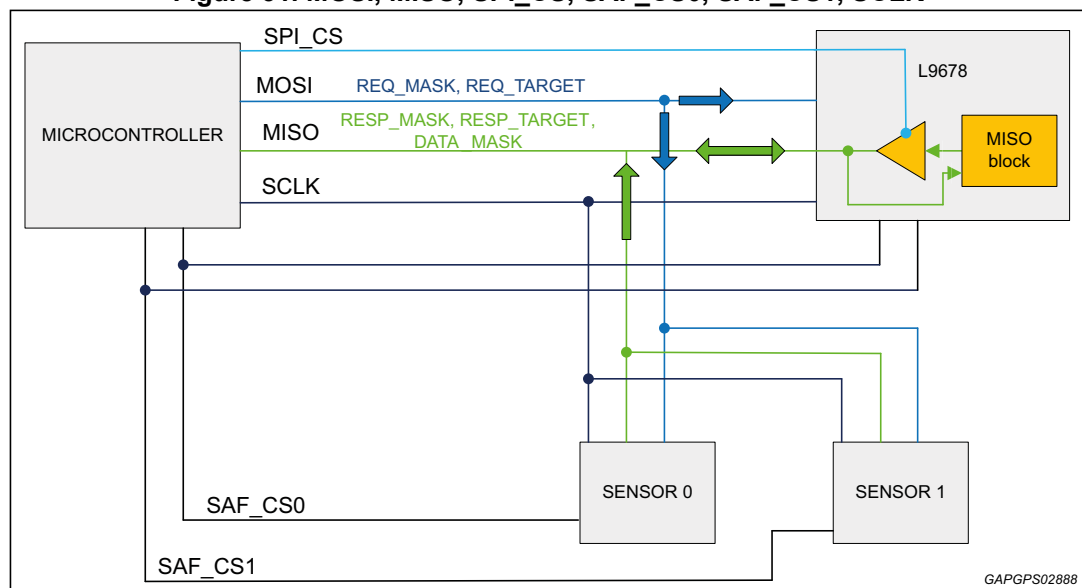 SPI_CS
L9678
MOSI
REQ_MASK, REQ_TARGET
MICROCONTROLLER
MISO
RESP_MASK, RESP_TARGET,
DATA_MASK
MISO
block
SCLK
SENSOR 0
SENSOR 1
SAF_CS0
SAF_CS1
GAPGPS02888